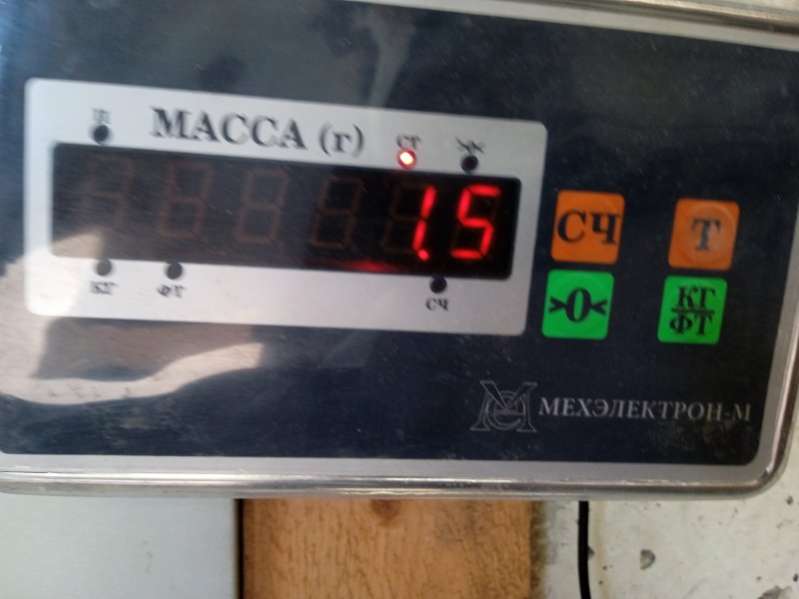 МАССА (г)
СТ
1.5
КГ ФТ СЧ
СЧ Т
>0< КГ
ФТ
МЕХЭЛЕКТРОН-М